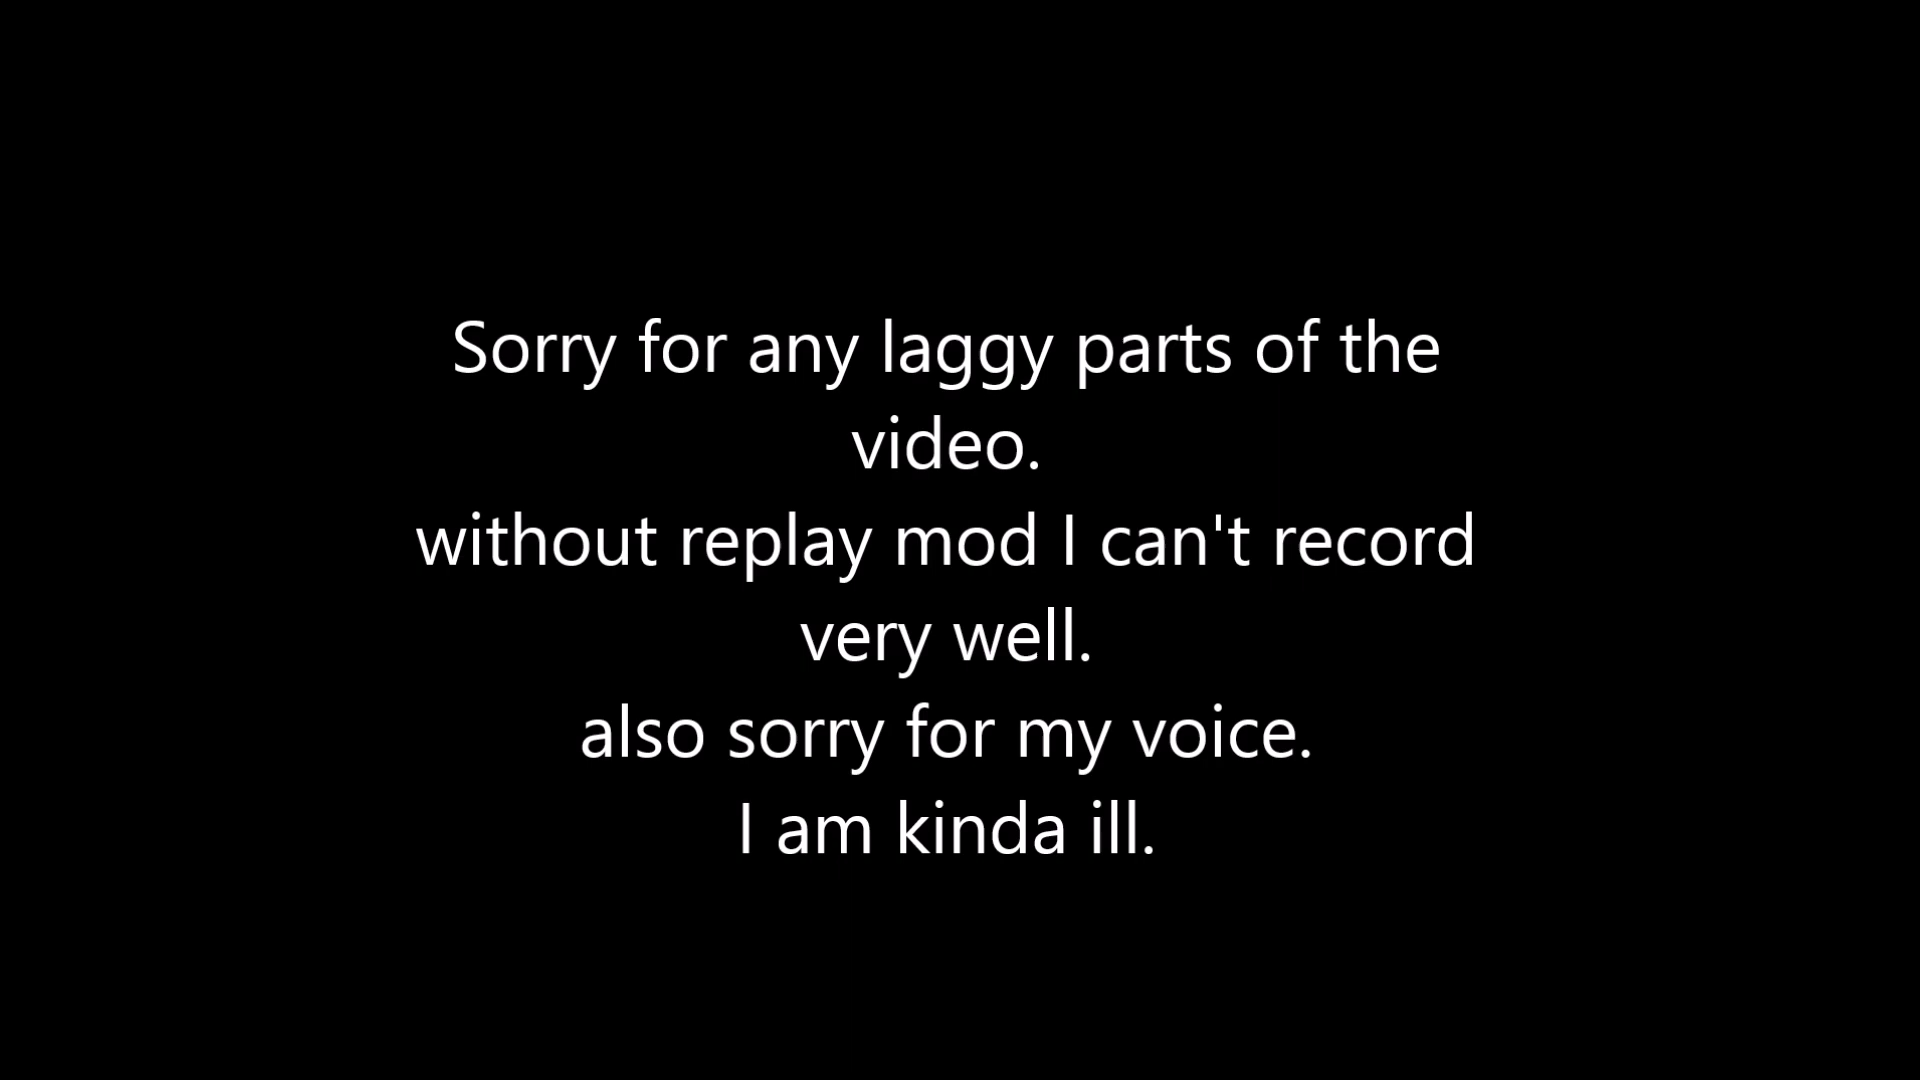 Sorry for any laggy parts of the
video.
without replay mod I can't record
very well.
also sorry for my voice.
I am kinda ill.